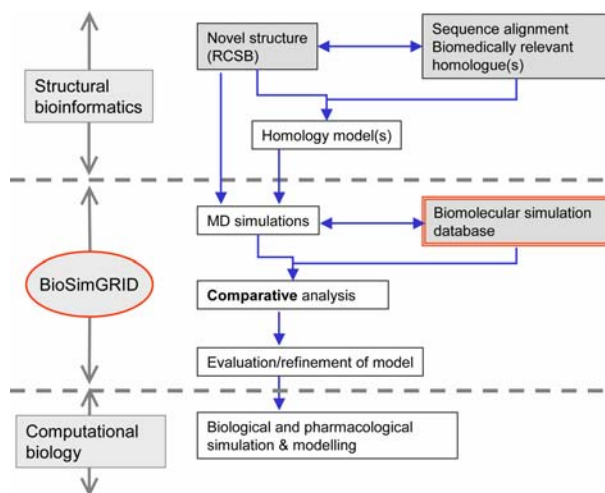 Novel structure
(RCSB)
Sequence alignment
Biomedically relevant
homologue(s)
Structural
bioinformatics
Homology model(s)
MD simulations
Biomolecular simulation
database
BioSimGRID
Comparative analysis
Evaluation/refinement of model
Computational
biology
Biological and pharmacological
simulation & modelling